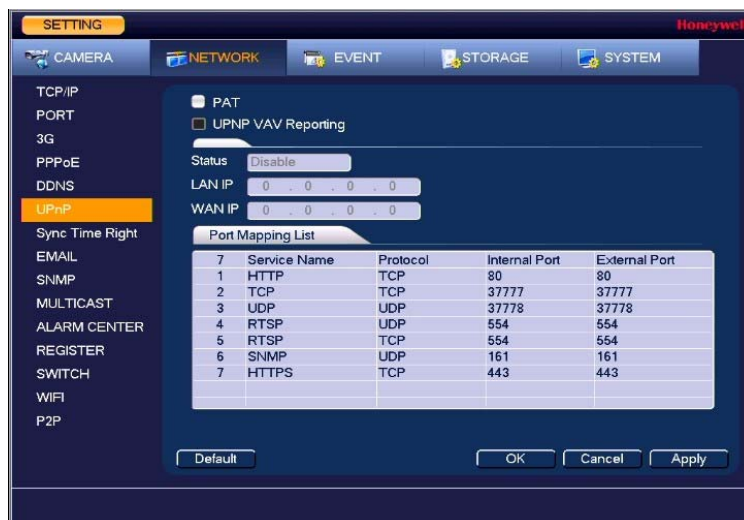 SETTING
Honeywell
CAMERA NETWORK EVENT STORAGE SYSTEM
TCP/IP
PORT
3G
PPPoE
DDNS
UPnP
Sync Time Right
EMAIL
SNMP
MULTICAST
ALARM CENTER
REGISTER
SWITCH
WIFI
P2P
PAT
UPNP VAV Reporting
Status Disable
LAN IP 0 . 0 . 0 . 0
WAN IP 0 . 0 . 0 . 0
Port Mapping List
7 Service Name Protocol Internal Port External Port
1 HTTP TCP 80 80
2 TCP TCP 37777 37777
3 UDP UDP 37778 37778
4 RTSP UDP 554 554
5 RTSP TCP 554 554
6 SNMP UDP 161 161
7 HTTPS TCP 443 443
Default OK Cancel Apply